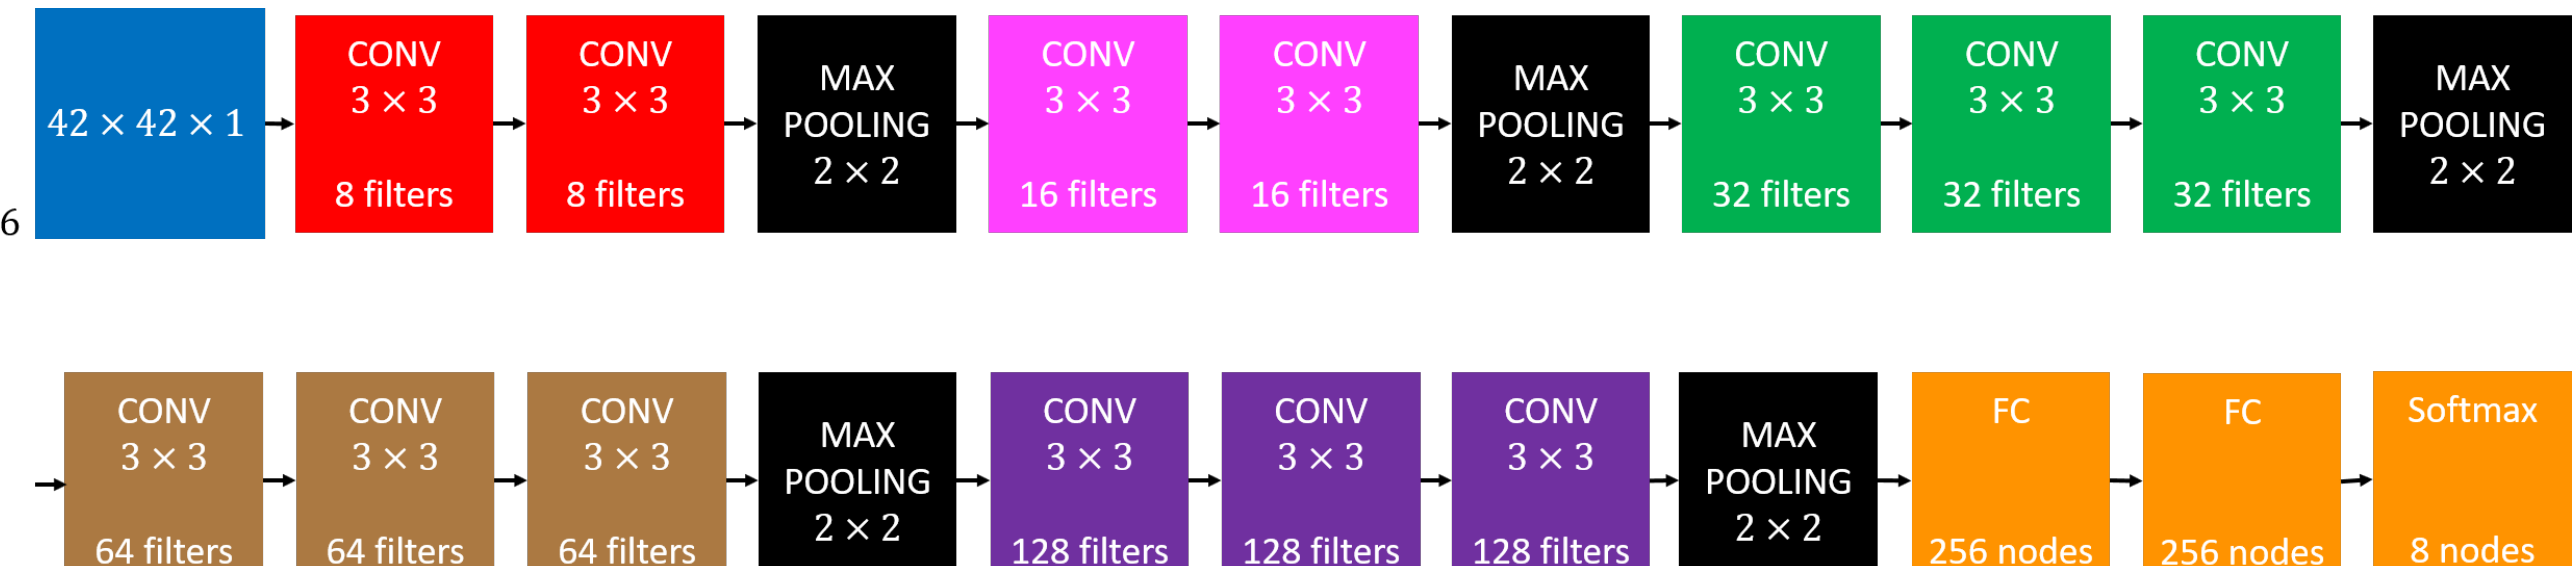 42 × 42 × 1
CONV
3 × 3
8 filters
CONV
3 × 3
8 filters
MAX
POOLING
2 × 2
CONV
3 × 3
16 filters
CONV
3 × 3
16 filters
MAX
POOLING
2 × 2
CONV
3 × 3
32 filters
CONV
3 × 3
32 filters
CONV
3 × 3
32 filters
MAX
POOLING
2 × 2
6
CONV
3 × 3
64 filters
CONV
3 × 3
64 filters
CONV
3 × 3
64 filters
MAX
POOLING
2 × 2
CONV
3 × 3
128 filters
CONV
3 × 3
128 filters
CONV
3 × 3
128 filters
MAX
POOLING
2 × 2
FC
256 nodes
FC
256 nodes
Softmax
8 nodes